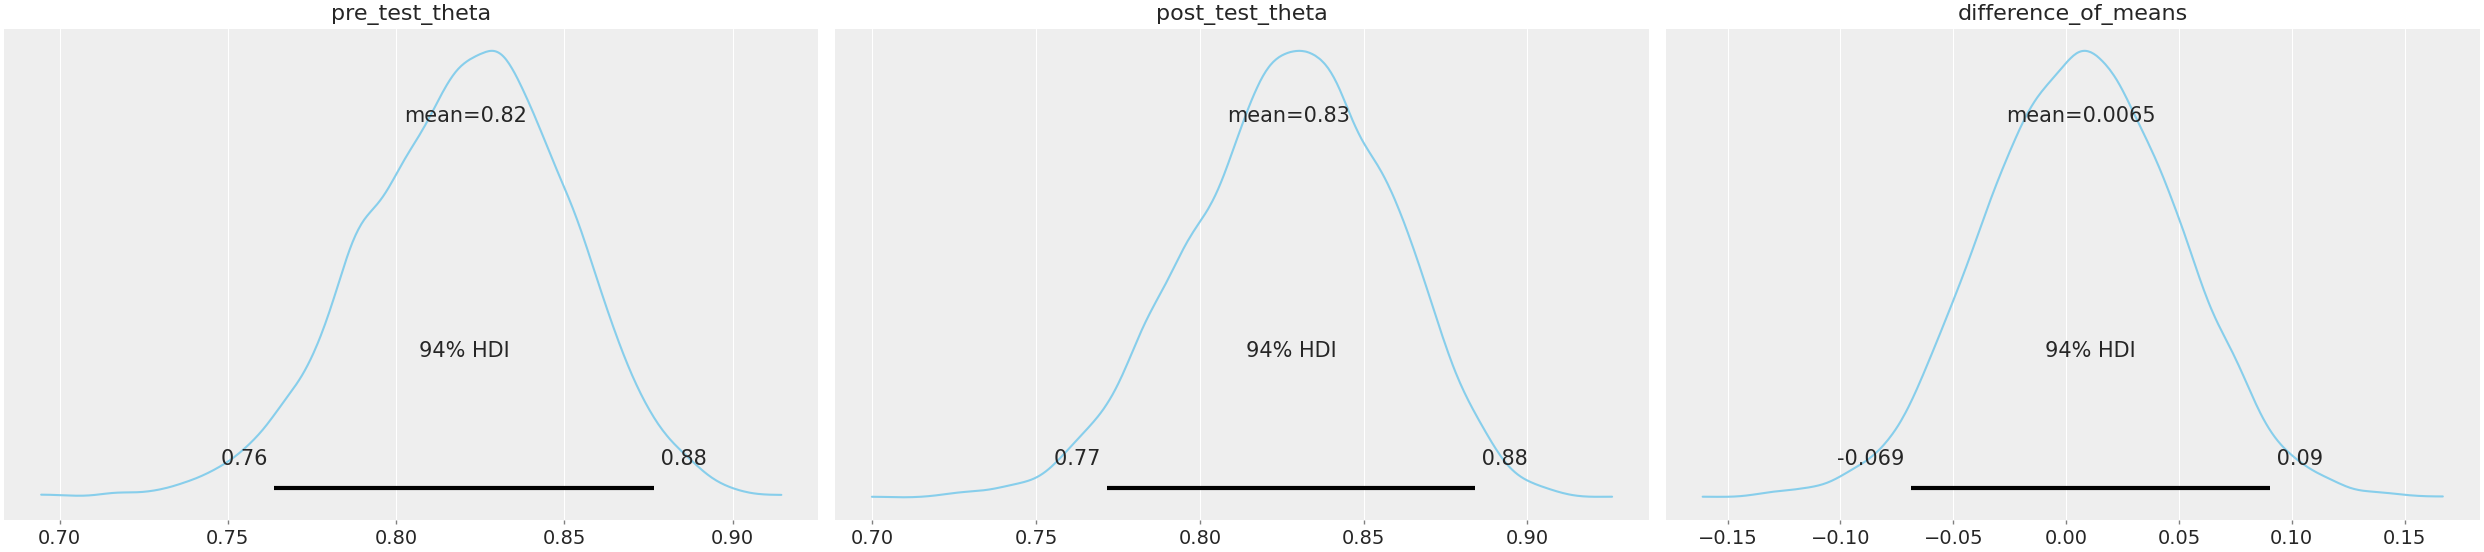 pre_test_theta
mean=0.82
94% HDI
0.76 0.88
0.70 0.75 0.80 0.85 0.90
post_test_theta
mean=0.83
94% HDI
0.77 0.88
0.70 0.75 0.80 0.85 0.90
difference_of_means
mean=0.0065
94% HDI
-0.069 0.09
−0.15 −0.10 −0.05 0.00 0.05 0.10 0.15